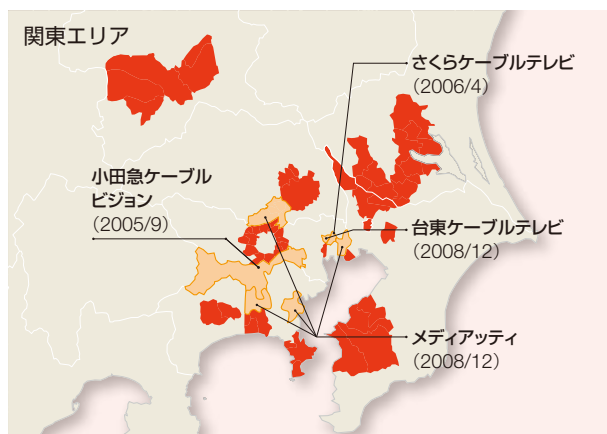 関東エリア
さくらケーブルテレビ
（2006/4）
小田急ケーブル
ビジョン
（2005/9）
台東ケーブルテレビ
（2008/12）
メディアッティ
（2008/12）